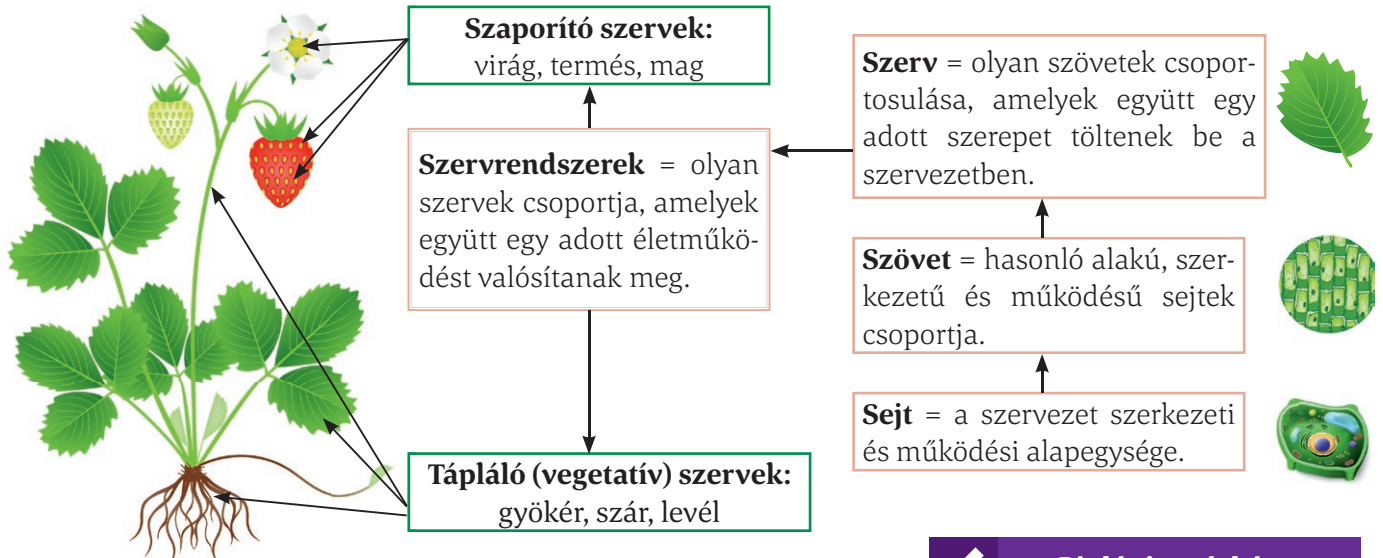 Szaporító szervek:
virág, termés, mag
Szervrendszerek = olyan
szervek csoportja, amelyek
együtt egy adott életműkö-
dést valósítanak meg.
Tápláló (vegetatív) szervek:
gyökér, szár, levél
Szerv = olyan szövetek csopor-
tosulása, amelyek együtt egy
adott szerepet töltenek be a
szervezetben.
Szövet = hasonló alakú, szer-
kezetű és működésű sejtek
csoportja.
Sejt = a szervezet szerkezeti
és működési alapegysége.